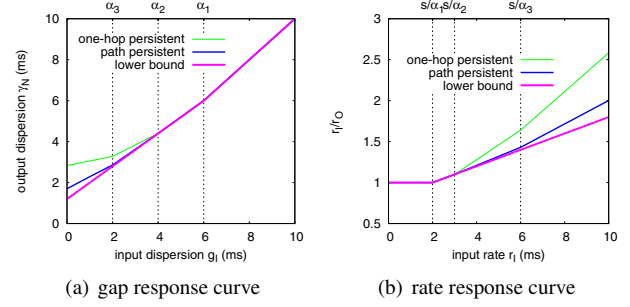 α3 α2 α1
one-hop persistent
path persistent
lower bound
output dispersion γN (ms)
10
8
6
4
2
0
0 2 4 6 8 10
input dispersion gI (ms)
(a) gap response curve
s/α1 s/α2 s/α3
one-hop persistent
path persistent
lower bound
rI/rO
3
2.5
2
1.5
1
0.5
0 2 4 6 8 10
input rate rI (ms)
(b) rate response curve